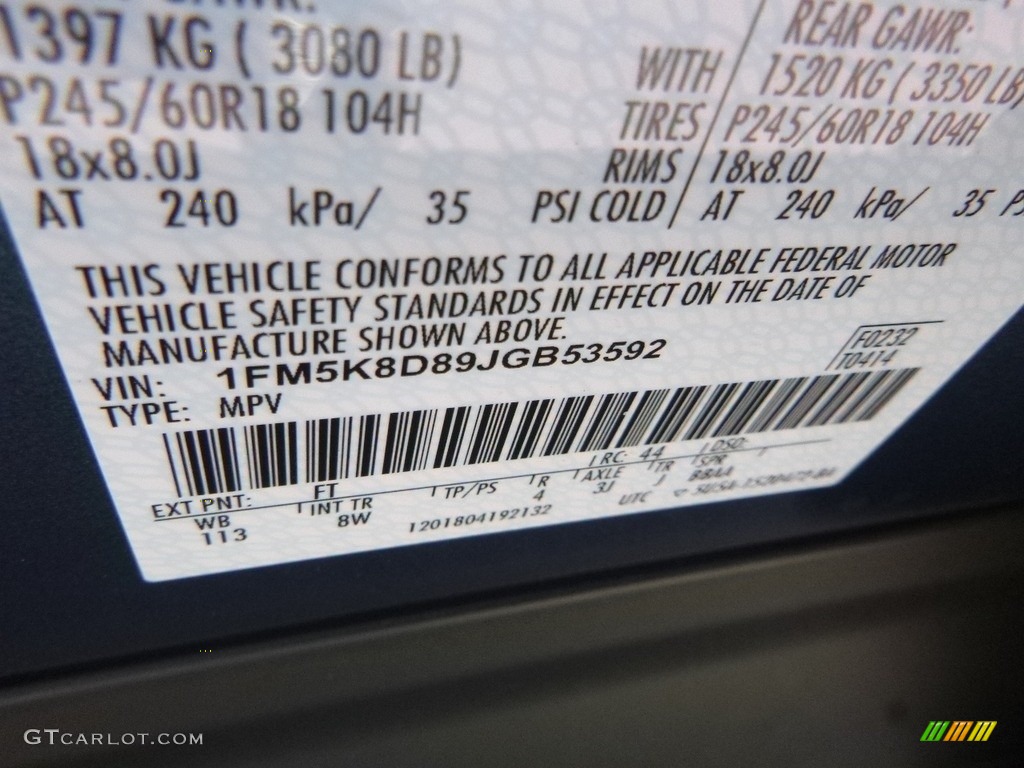 1397 KG ( 3080 LB)
P245/60R18 104H
18x8.0J
AT 240 kPa/ 35 PSI COLD
WITH
TIRES
RIMS
REAR GAWR:
1520 KG ( 3350 LB)
P245/60R18 104H
18x8.0J
AT 240 kPa/ 35 PS
THIS VEHICLE CONFORMS TO ALL APPLICABLE FEDERAL MOTOR
VEHICLE SAFETY STANDARDS IN EFFECT ON THE DATE OF
MANUFACTURE SHOWN ABOVE.
VIN: 1FM5K8D89JGB53592
TYPE: MPV
F0232
T0414
EXT PNT: FT RC: 44 DSO:
WB INT TR TP/PS R AXLE TR SPR
113 8W 4 3J J BBAA
1201804192132 UTC
GTCARLOT.COM